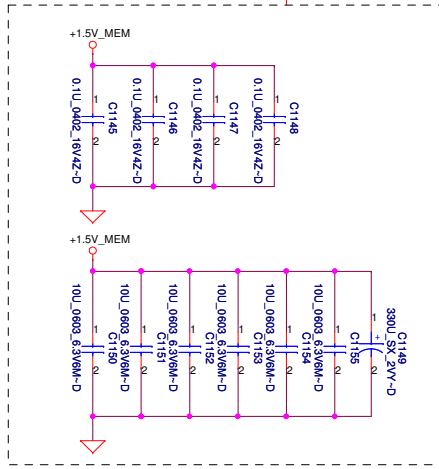 +1.5V_MEM
1
2
C1145
0.1U_0402_16V4Z~D
1
2
C1146
0.1U_0402_16V4Z~D
1
2
C1147
0.1U_0402_16V4Z~D
1
2
C1148
0.1U_0402_16V4Z~D
+1.5V_MEM
1
2
C1150
10U_0603_6.3V6M~D
1
2
C1151
10U_0603_6.3V6M~D
1
2
C1152
10U_0603_6.3V6M~D
1
2
C1153
10U_0603_6.3V6M~D
1
2
C1154
10U_0603_6.3V6M~D
1
2
C1155
10U_0603_6.3V6M~D
1
+
2
C1149
330U_SX_2VY~D